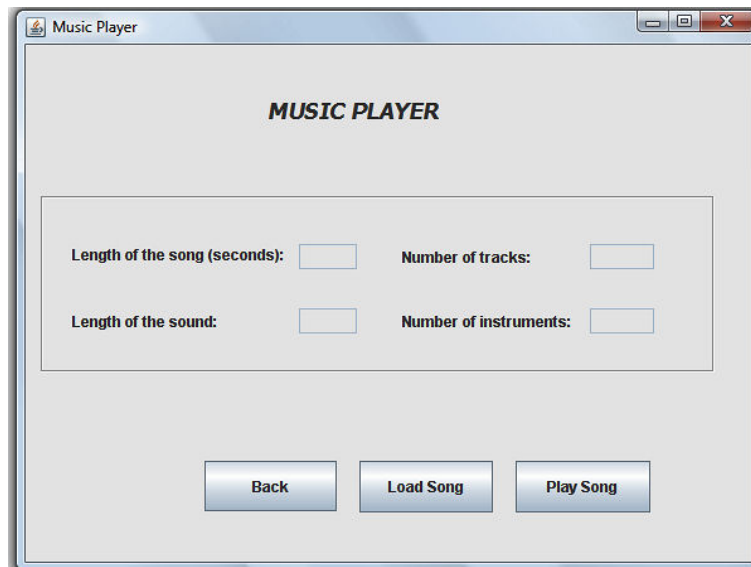 Music Player
MUSIC PLAYER
Length of the song (seconds):
Number of tracks:
Length of the sound:
Number of instruments:
Back
Load Song
Play Song